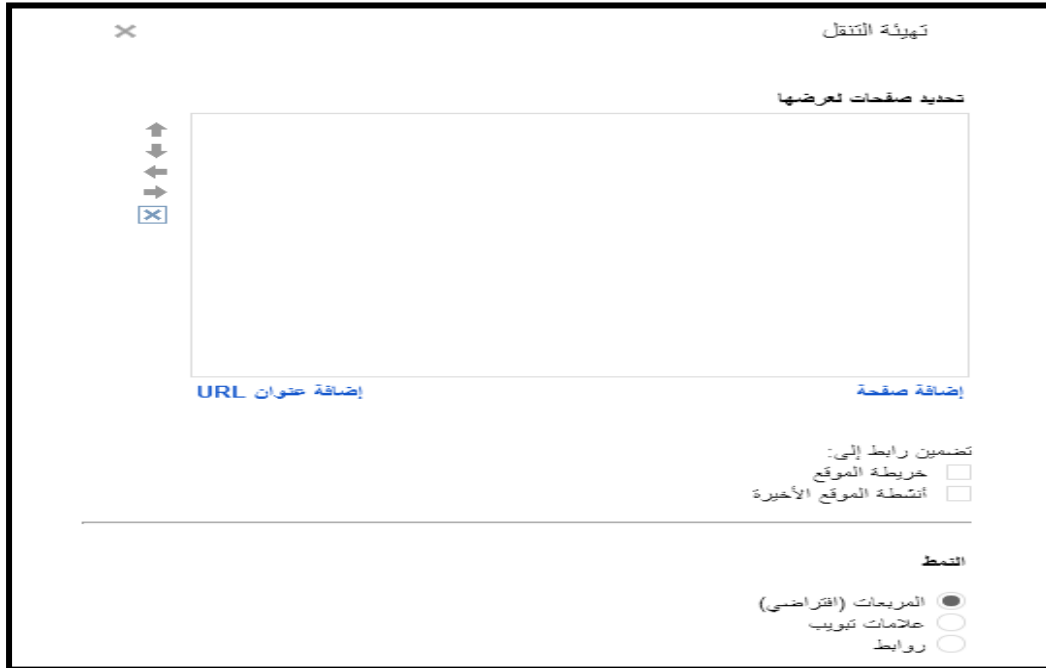 تهيئة التنقل
تحديد صفحات لعرضها
إضافة صفحة
إضافة عنوان URL
تضمين رابط إلى:
خريطة الموقع
أنشطة الموقع الأخيرة
النمط
المربعات (افتراضي)
علامات تبويب
روابط